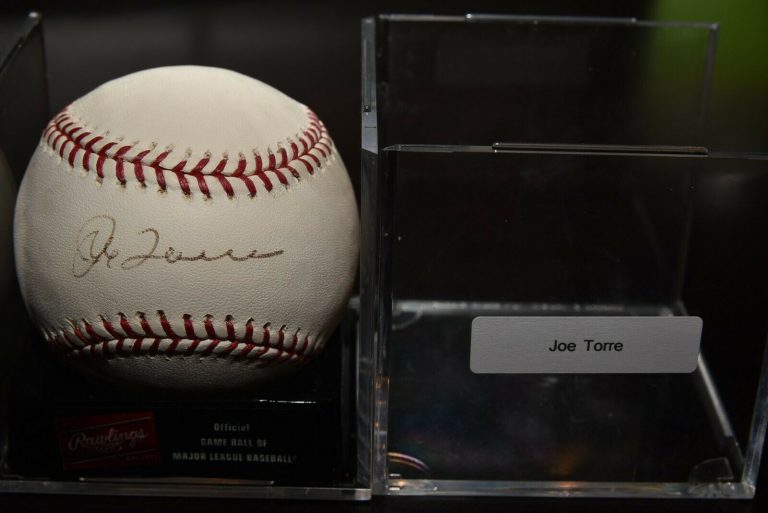 Joe Torre
Joe Torre
Rawlings
Official
GAME BALL OF
MAJOR LEAGUE BASEBALL